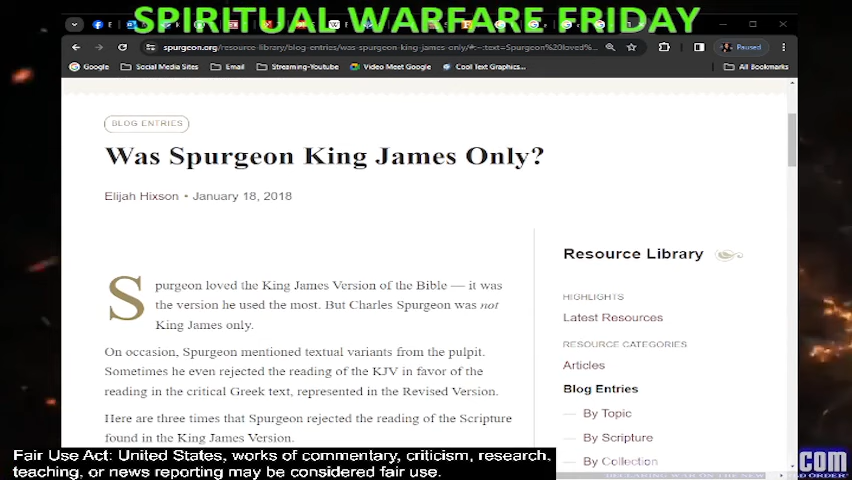 SPIRITUAL WARFARE FRIDAY
spurgeon.org/resource-library/blog-entries/was-spurgeon-king-james-only/#:~:text=Spurgeon%20loved%...
Paused
Google
Social Media Sites
Email
Streaming-Youtube
Video Meet Google
Cool Text Graphics...
All Bookmarks
BLOG ENTRIES
Was Spurgeon King James Only?
Elijah Hixson • January 18, 2018
Spurgeon loved the King James Version of the Bible — it was
the version he used the most. But Charles Spurgeon was not
King James only.
On occasion, Spurgeon mentioned textual variants from the pulpit.
Sometimes he even rejected the reading of the KJV in favor of the
reading in the critical Greek text, represented in the Revised Version.
Here are three times that Spurgeon rejected the reading of the Scripture
found in the King James Version.
Resource Library
HIGHLIGHTS
Latest Resources
RESOURCE CATEGORIES
Articles
Blog Entries
— By Topic
— By Scripture
— By Collection
Fair Use Act: United States, works of commentary, criticism, research,
teaching, or news reporting may be considered fair use.
.com
DECLARING WAR ON THE NEW
D ORDER